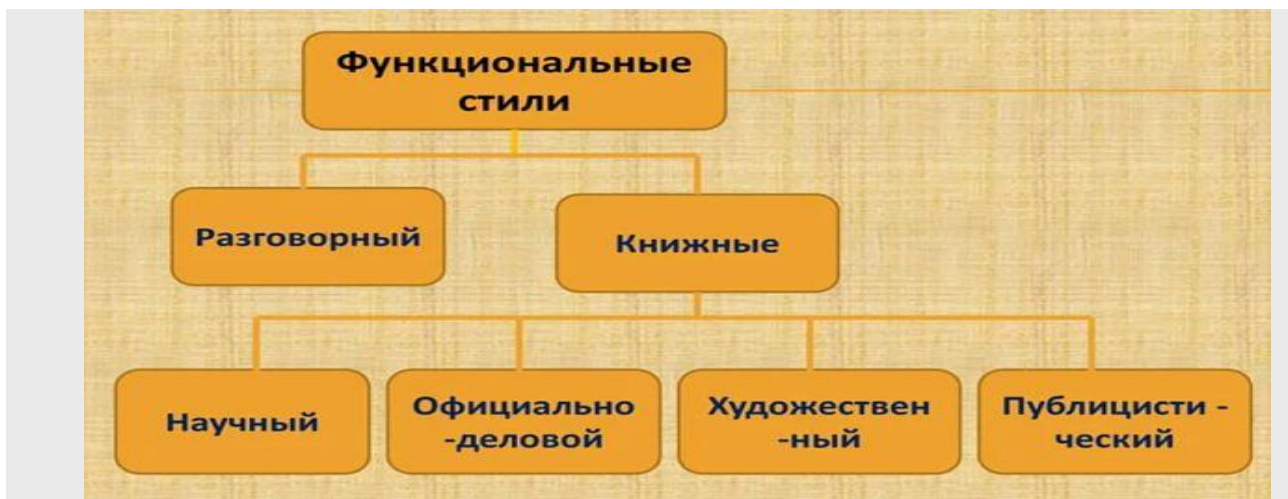 Функциональные
стили
Разговорный
Книжные
Научный
Официально
-деловой
Художествен
-ный
Публицисти -
ческий